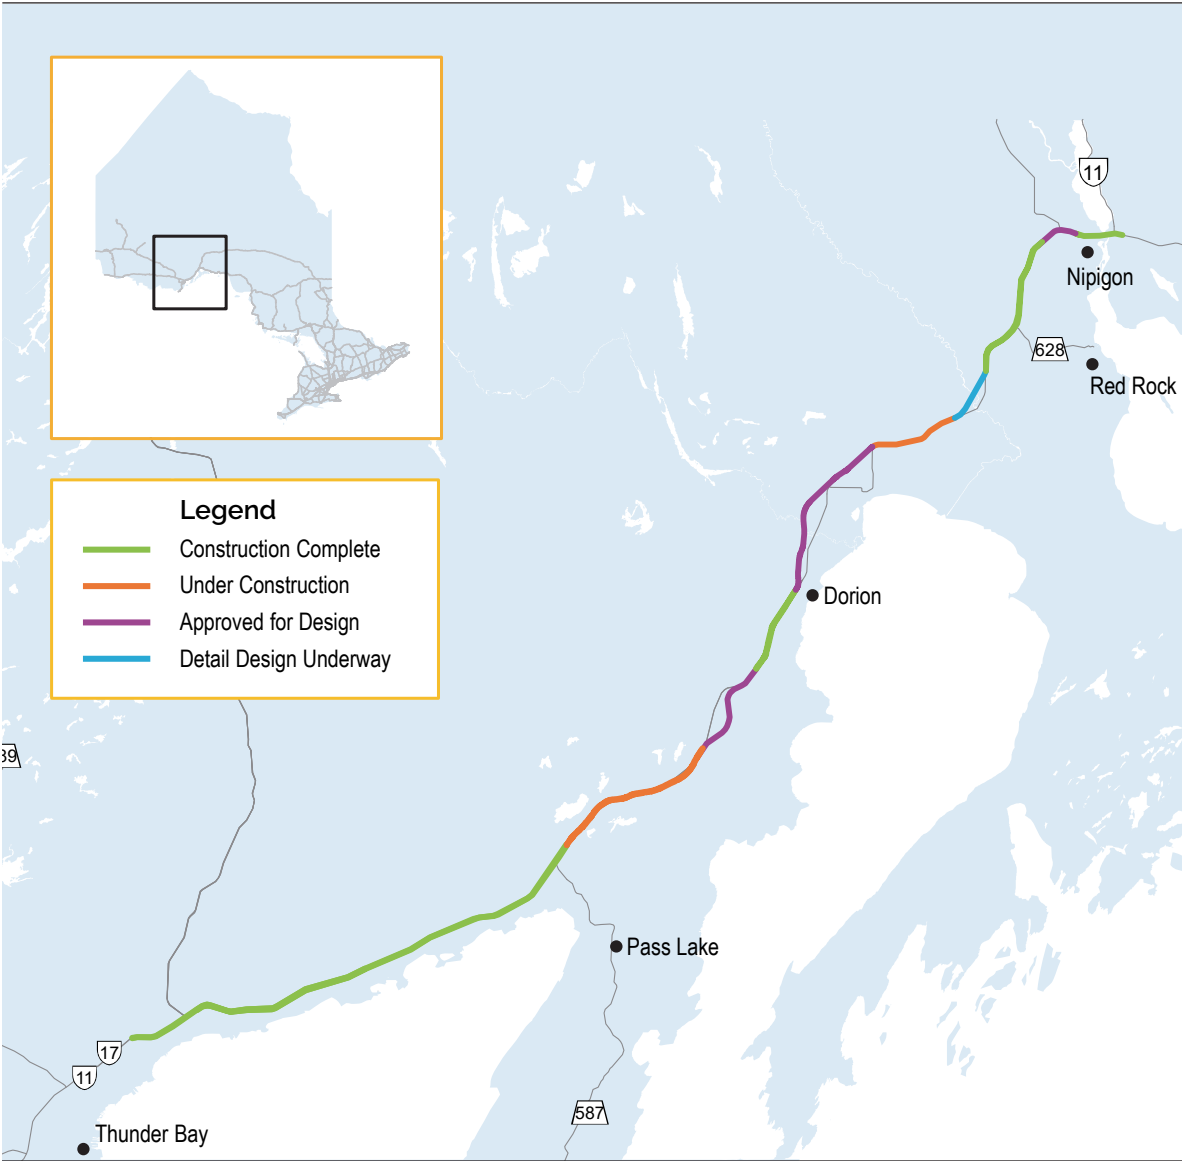 11
Nipigon
628
Red Rock
Legend
Construction Complete
Under Construction
Approved for Design
Detail Design Underway
Dorion
Pass Lake
17
11
587
Thunder Bay